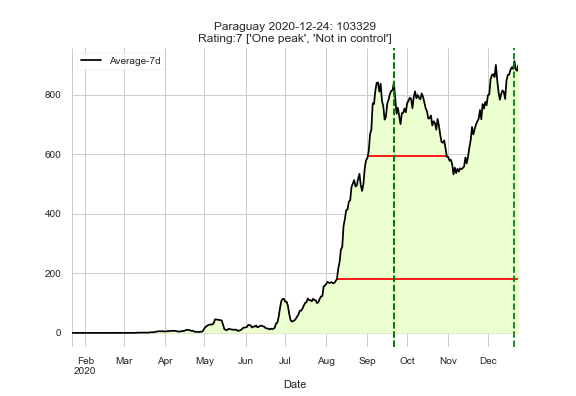 Paraguay 2020-12-24: 103329
Rating:7 ['One peak', 'Not in control']
Average-7d
800
600
400
200
0
Feb Mar Apr May Jun Jul Aug Sep Oct Nov Dec
2020
Date